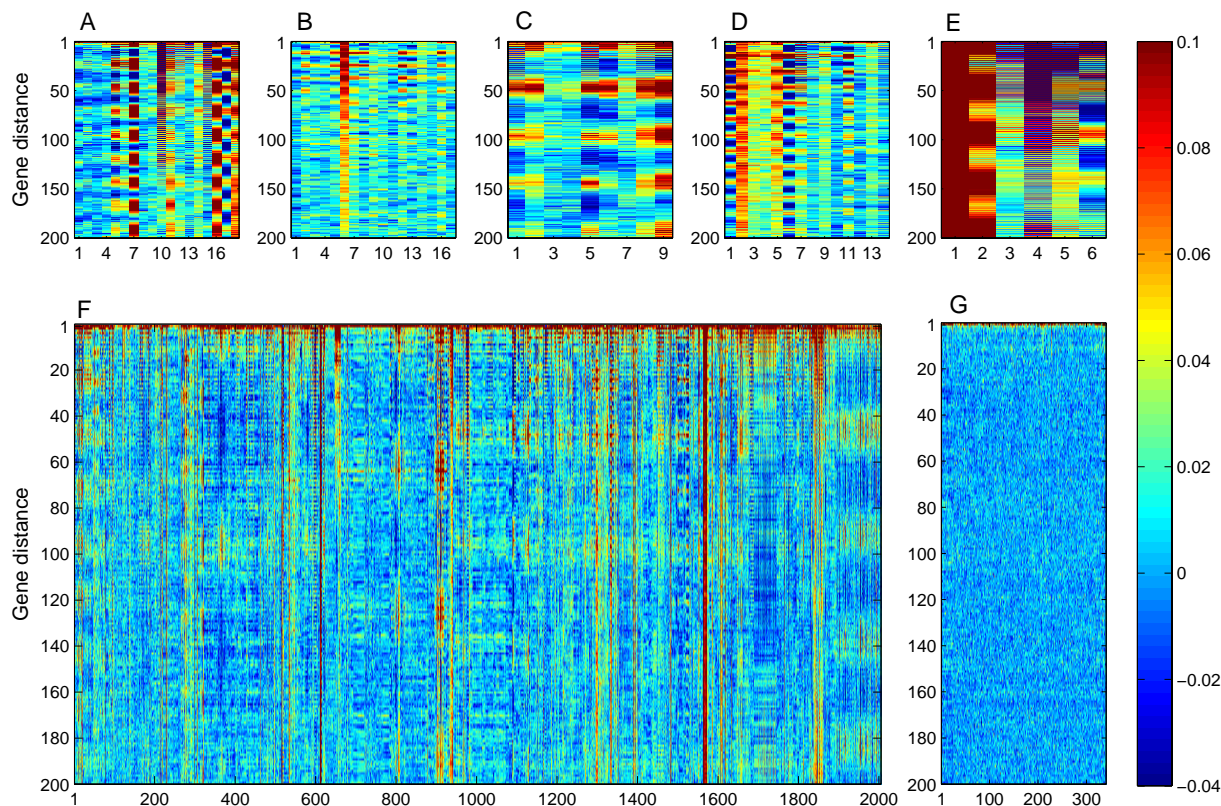 A B C D E
Gene distance
1 50 100 150 200
1 4 7 10 13 16
1 50 100 150 200
1 4 7 10 13 16
1 50 100 150 200
1 3 5 7 9
1 50 100 150 200
1 3 5 7 9 11 13
1 50 100 150 200
1 2 3 4 5 6
0.1
0.08
0.06
0.04
0.02
0
−0.02
−0.04
F G
Gene distance
1 20 40 60 80 100 120 140 160 180 200
1 200 400 600 800 1000 1200 1400 1600 1800 2000
1 20 40 60 80 100 120 140 160 180 200
1 100 200 300